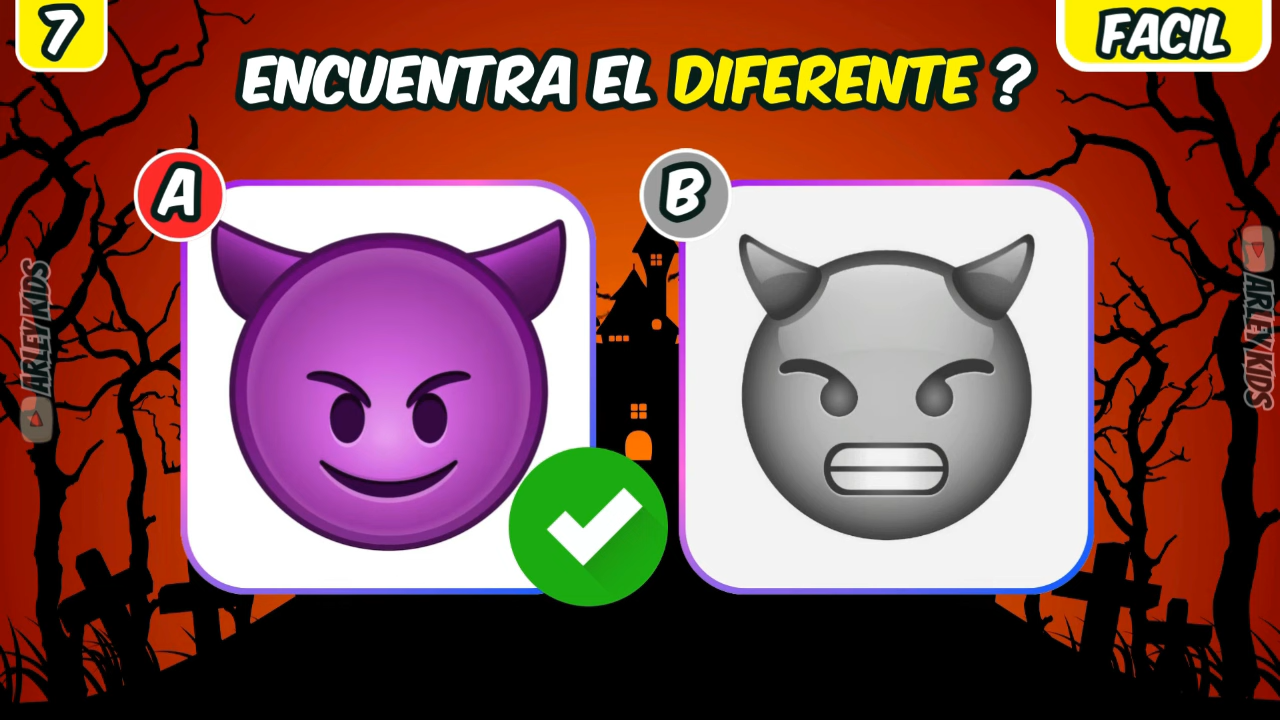 7
FACIL
ENCUENTRA EL DIFERENTE ?
A
B
ARLEY KIDS
ARLEY KIDS